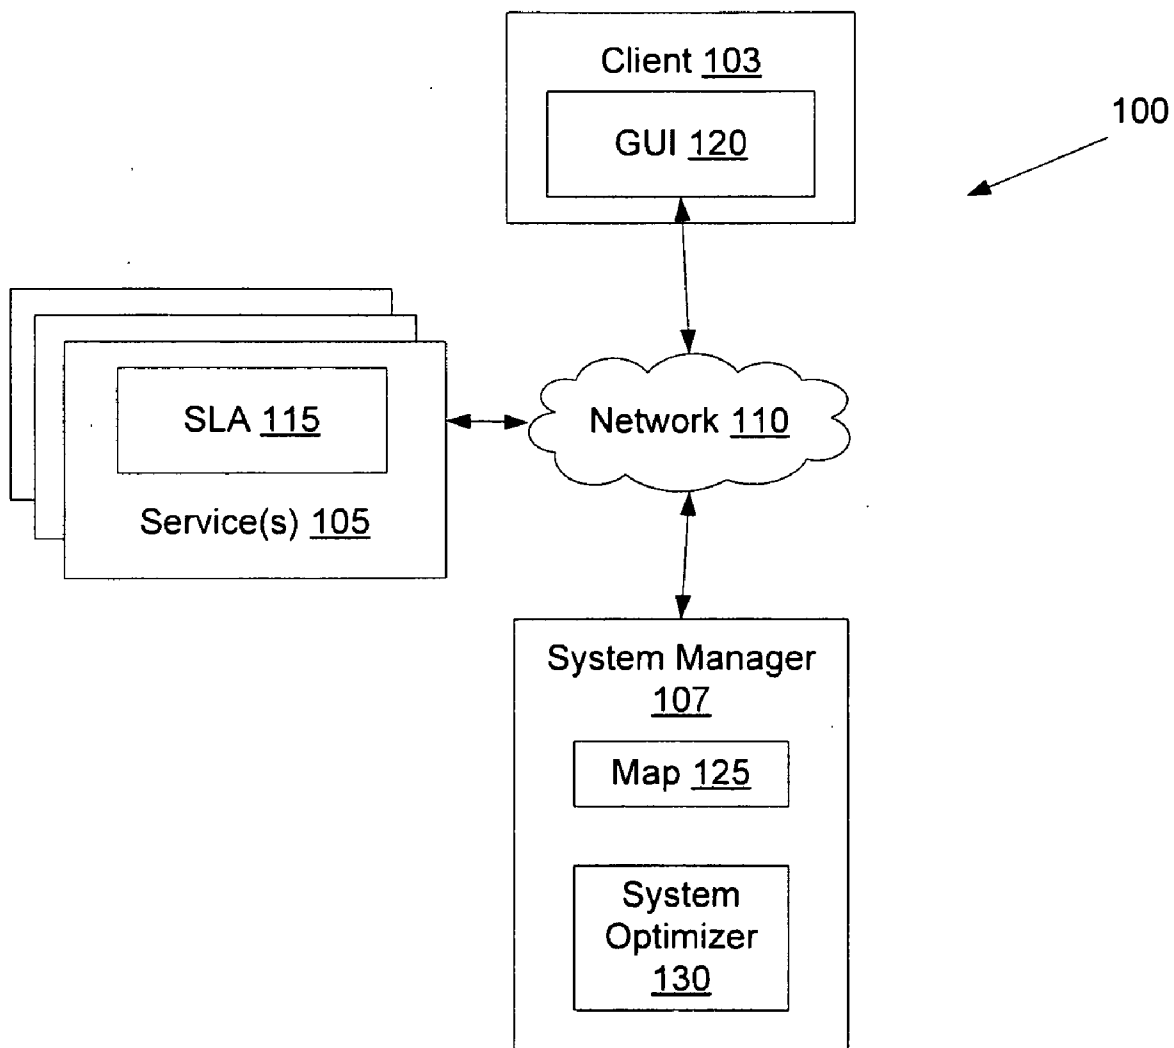 Client 103
GUI 120
100
SLA 115
Service(s) 105
Network 110
System Manager
107
Map 125
System
Optimizer
130